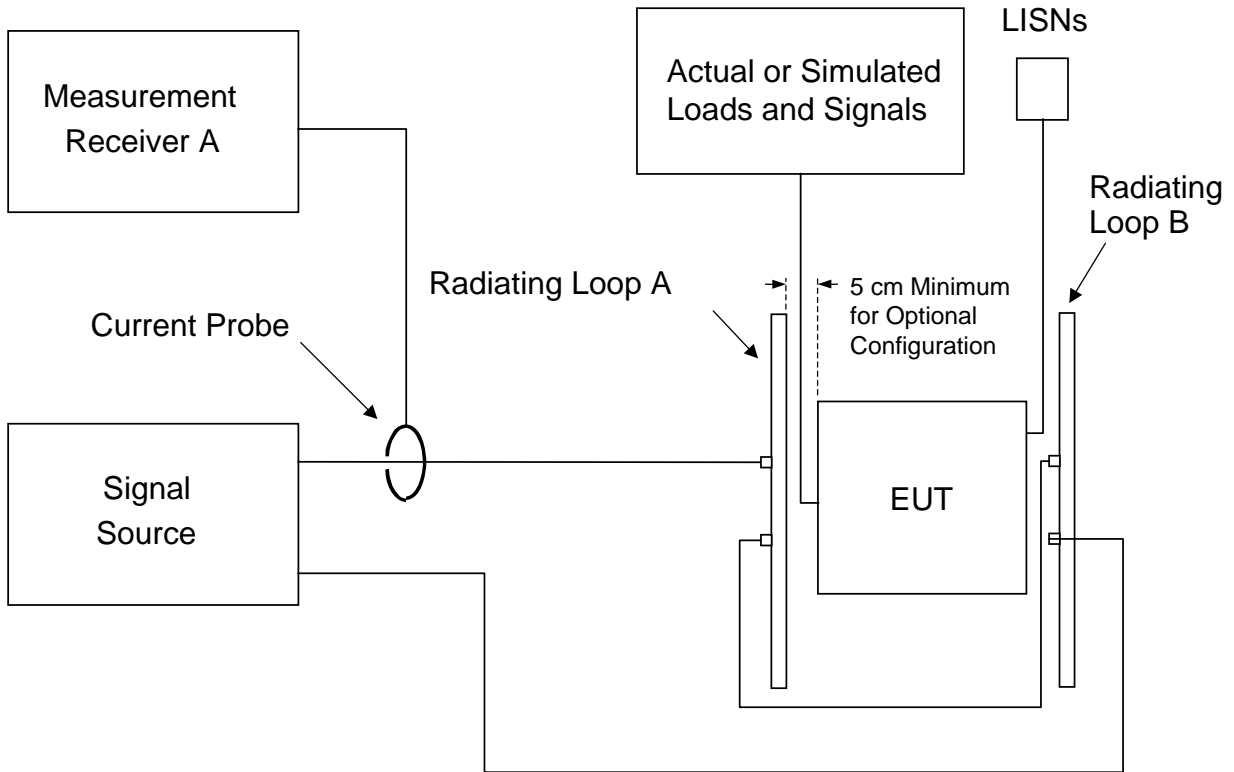 LISNs
Measurement
Receiver A
Actual or Simulated
Loads and Signals
Radiating
Loop B
Radiating Loop A
5 cm Minimum
for Optional
Configuration
Current Probe
Signal
Source
EUT